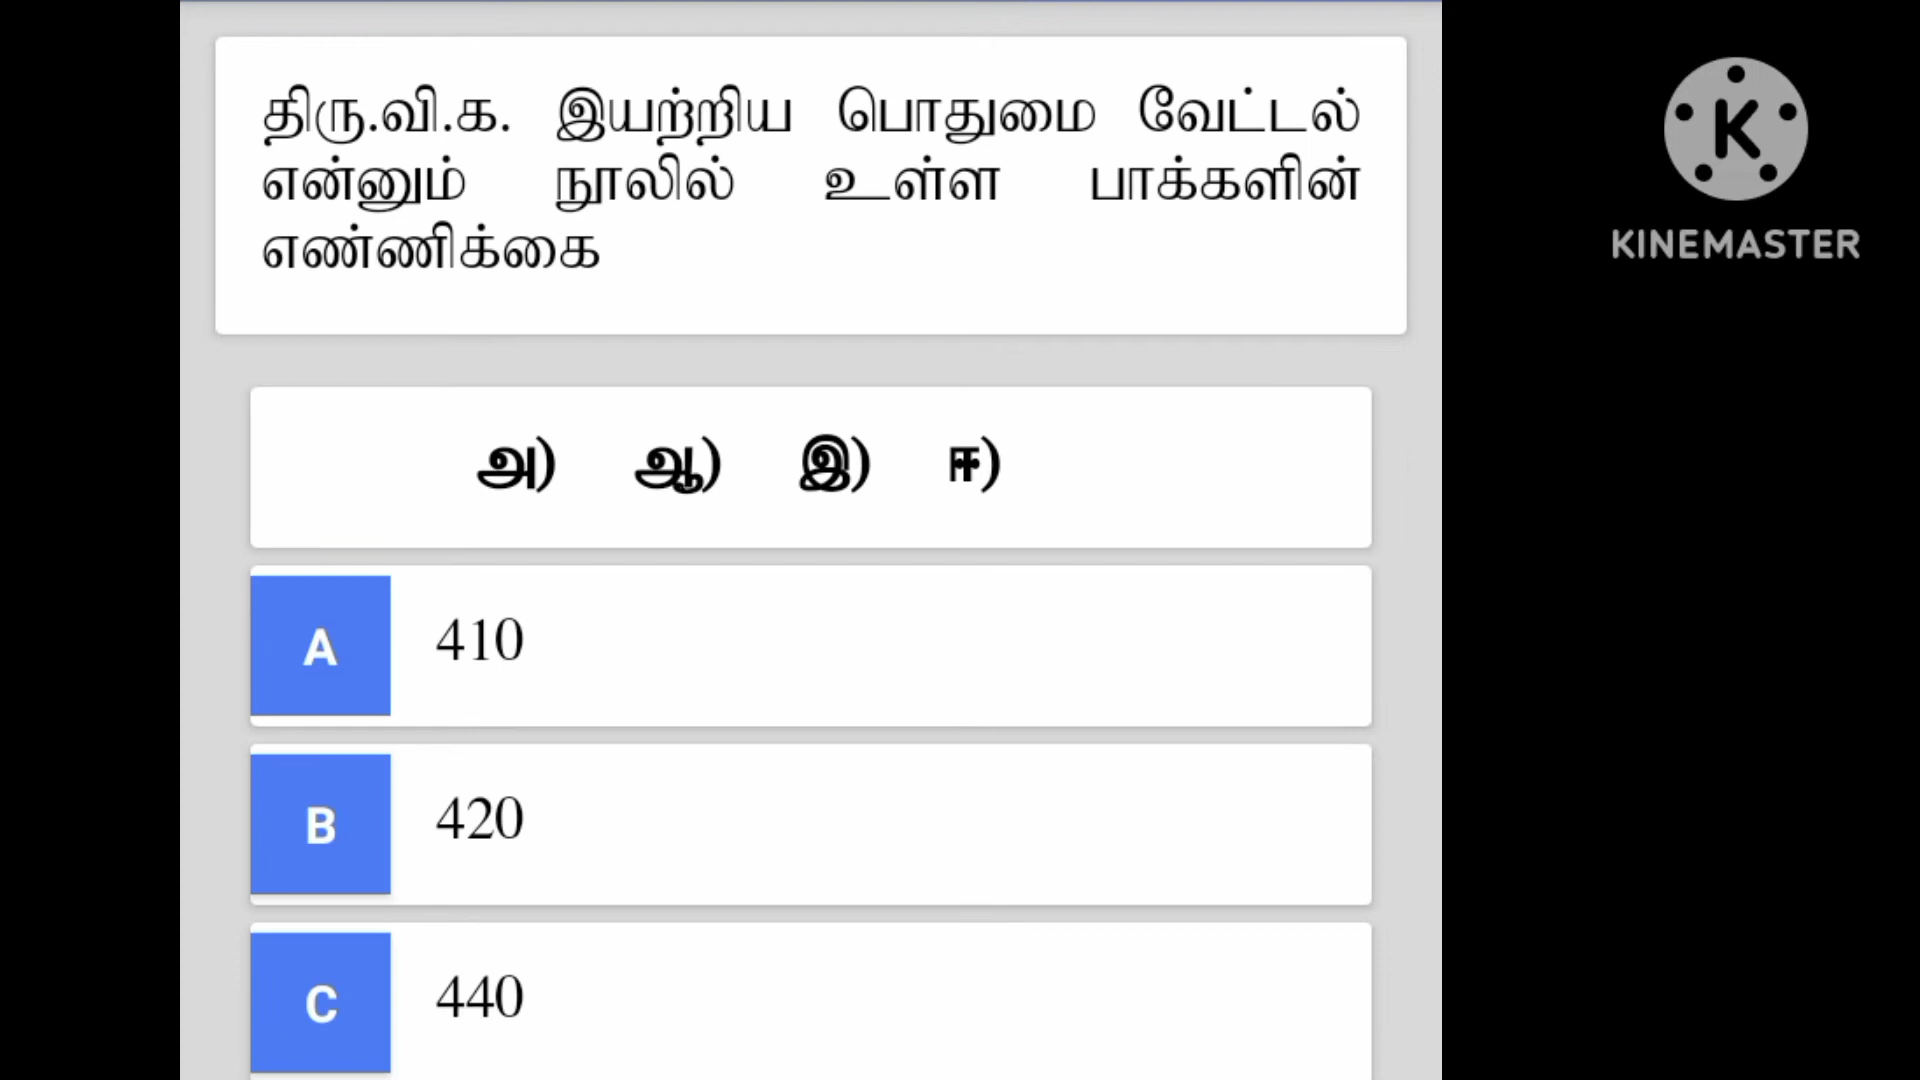 திரு.வி.க. இயற்றிய பொதுமை வேட்டல்
என்னும் நூலில் உள்ள பாக்களின்
எண்ணிக்கை
அ) ஆ) இ) ஈ)
A 410
B 420
C 440
K
KINEMASTER